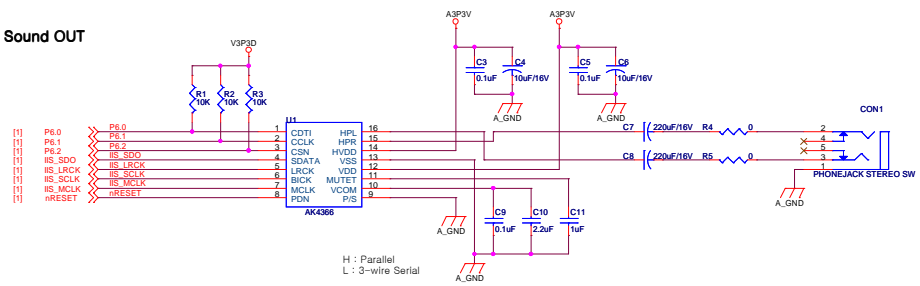 Sound OUT
A3P3V
A3P3V
V3P3D
C3
0.1uF
C4
10uF/16V
C5
0.1uF
C6
10uF/16V
R1
10K
R2
10K
R3
10K
A_GND
A_GND
CON1
U1
C7
220uF/16V
R4
0
[1] P6.0 P6.0 1 CDTI HPL 16
[1] P6.1 P6.1 2 CCLK HPR 15
[1] P6.2 P6.2 3 CSN HVDD 14
[1] IIS_SDO IIS_SDO 4 SDATA VSS 13
[1] IIS_LRCK IIS_LRCK 5 LRCK VDD 12
[1] IIS_SCLK IIS_SCLK 6 BICK MUTET 11
[1] IIS_MCLK IIS_MCLK 7 MCLK VCOM 10
[1] nRESET nRESET 8 PDN P/S 9
AK4366
C8
220uF/16V
R5
0
2
4
5
3
1
PHONEJACK STEREO SW
A_GND
C9
0.1uF
C10
2.2uF
C11
1uF
A_GND
H : Parallel
L : 3-wire Serial
A_GND